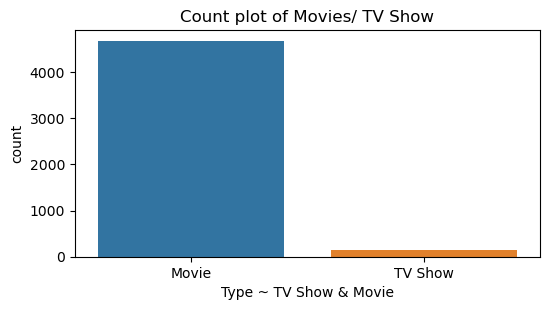 Count plot of Movies/ TV Show
count
4000
3000
2000
1000
0
Movie
TV Show
Type ~ TV Show & Movie